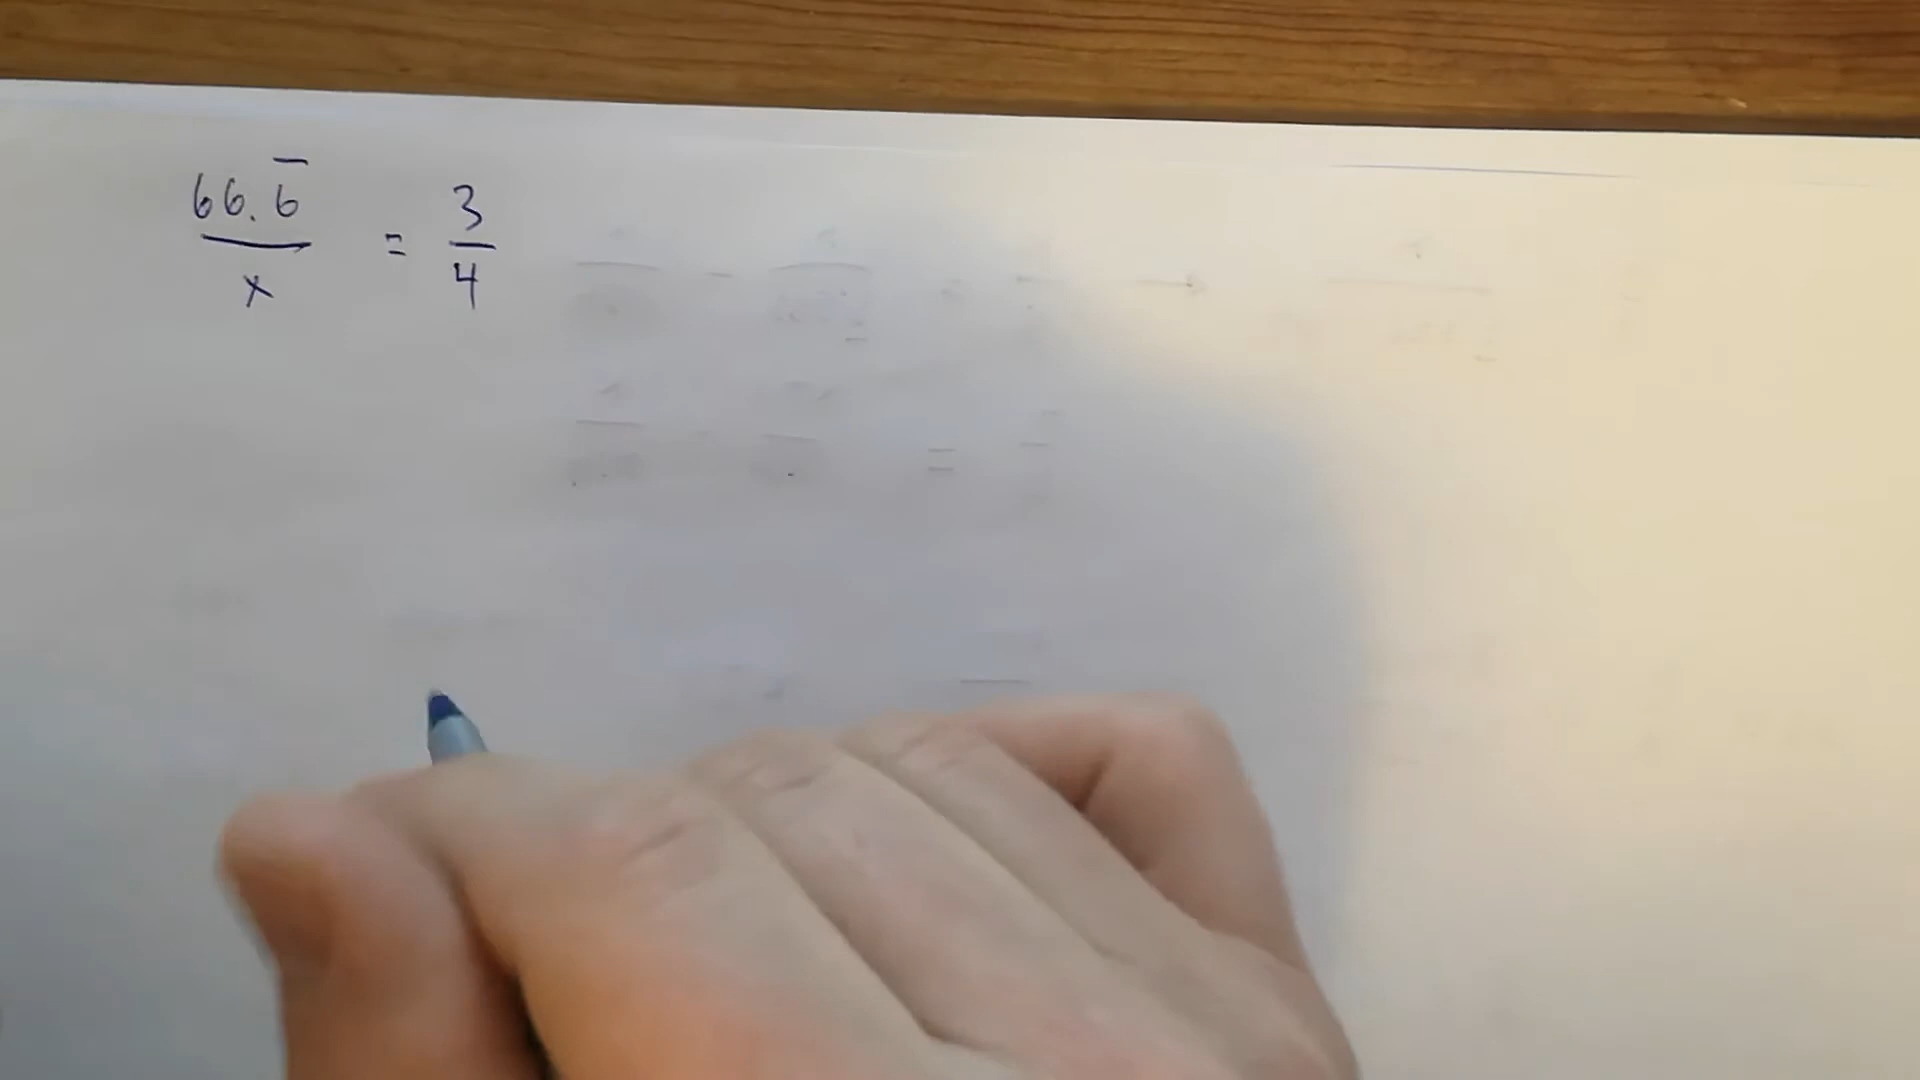 66.6̅ / x = 3 / 4